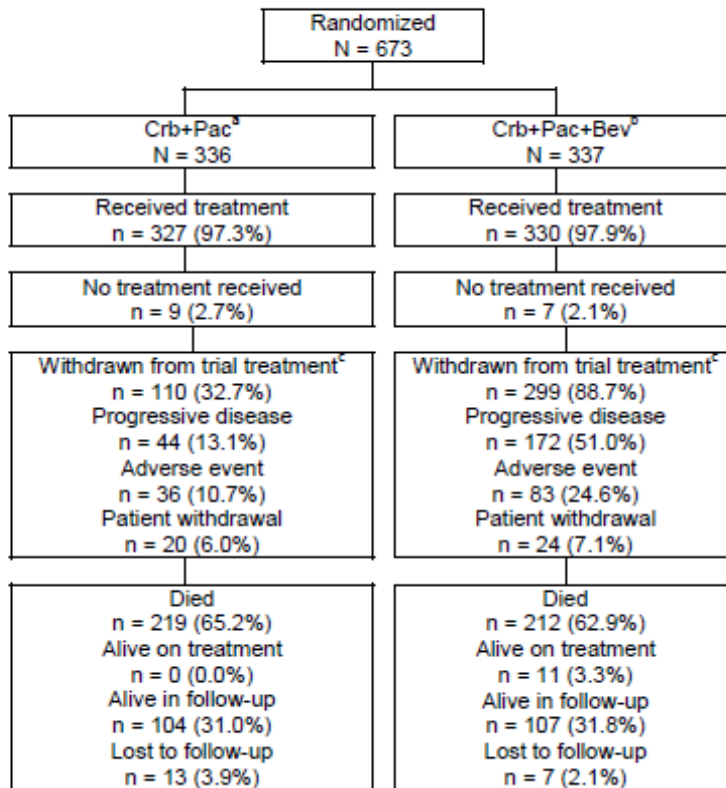 Randomized
N = 673
Crb+Pacᵃ
N = 336
Crb+Pac+Bevᵇ
N = 337
Received treatment
n = 327 (97.3%)
Received treatment
n = 330 (97.9%)
No treatment received
n = 9 (2.7%)
No treatment received
n = 7 (2.1%)
Withdrawn from trial treatmentᶜ
n = 110 (32.7%)
Progressive disease
n = 44 (13.1%)
Adverse event
n = 36 (10.7%)
Patient withdrawal
n = 20 (6.0%)
Withdrawn from trial treatmentᶜ
n = 299 (88.7%)
Progressive disease
n = 172 (51.0%)
Adverse event
n = 83 (24.6%)
Patient withdrawal
n = 24 (7.1%)
Died
n = 219 (65.2%)
Alive on treatment
n = 0 (0.0%)
Alive in follow-up
n = 104 (31.0%)
Lost to follow-up
n = 13 (3.9%)
Died
n = 212 (62.9%)
Alive on treatment
n = 11 (3.3%)
Alive in follow-up
n = 107 (31.8%)
Lost to follow-up
n = 7 (2.1%)